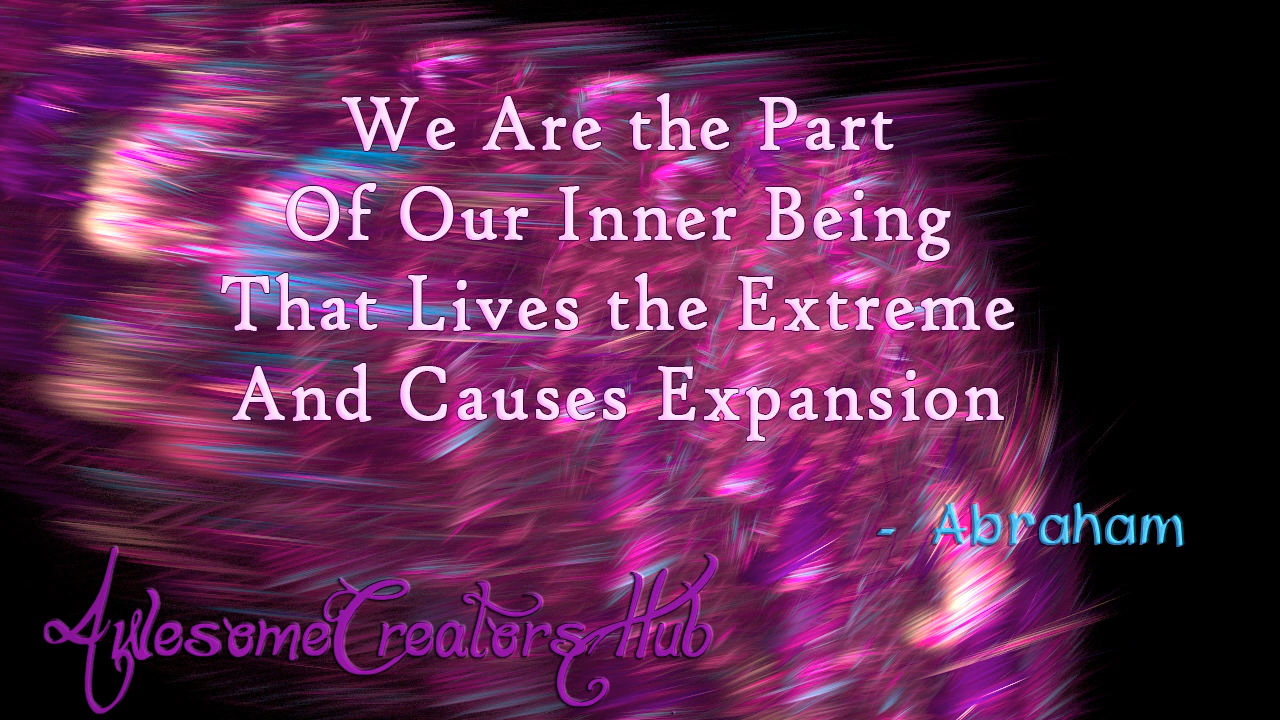 We Are the Part
Of Our Inner Being
That Lives the Extreme
And Causes Expansion
- Abraham
AwesomeCreatorsHub